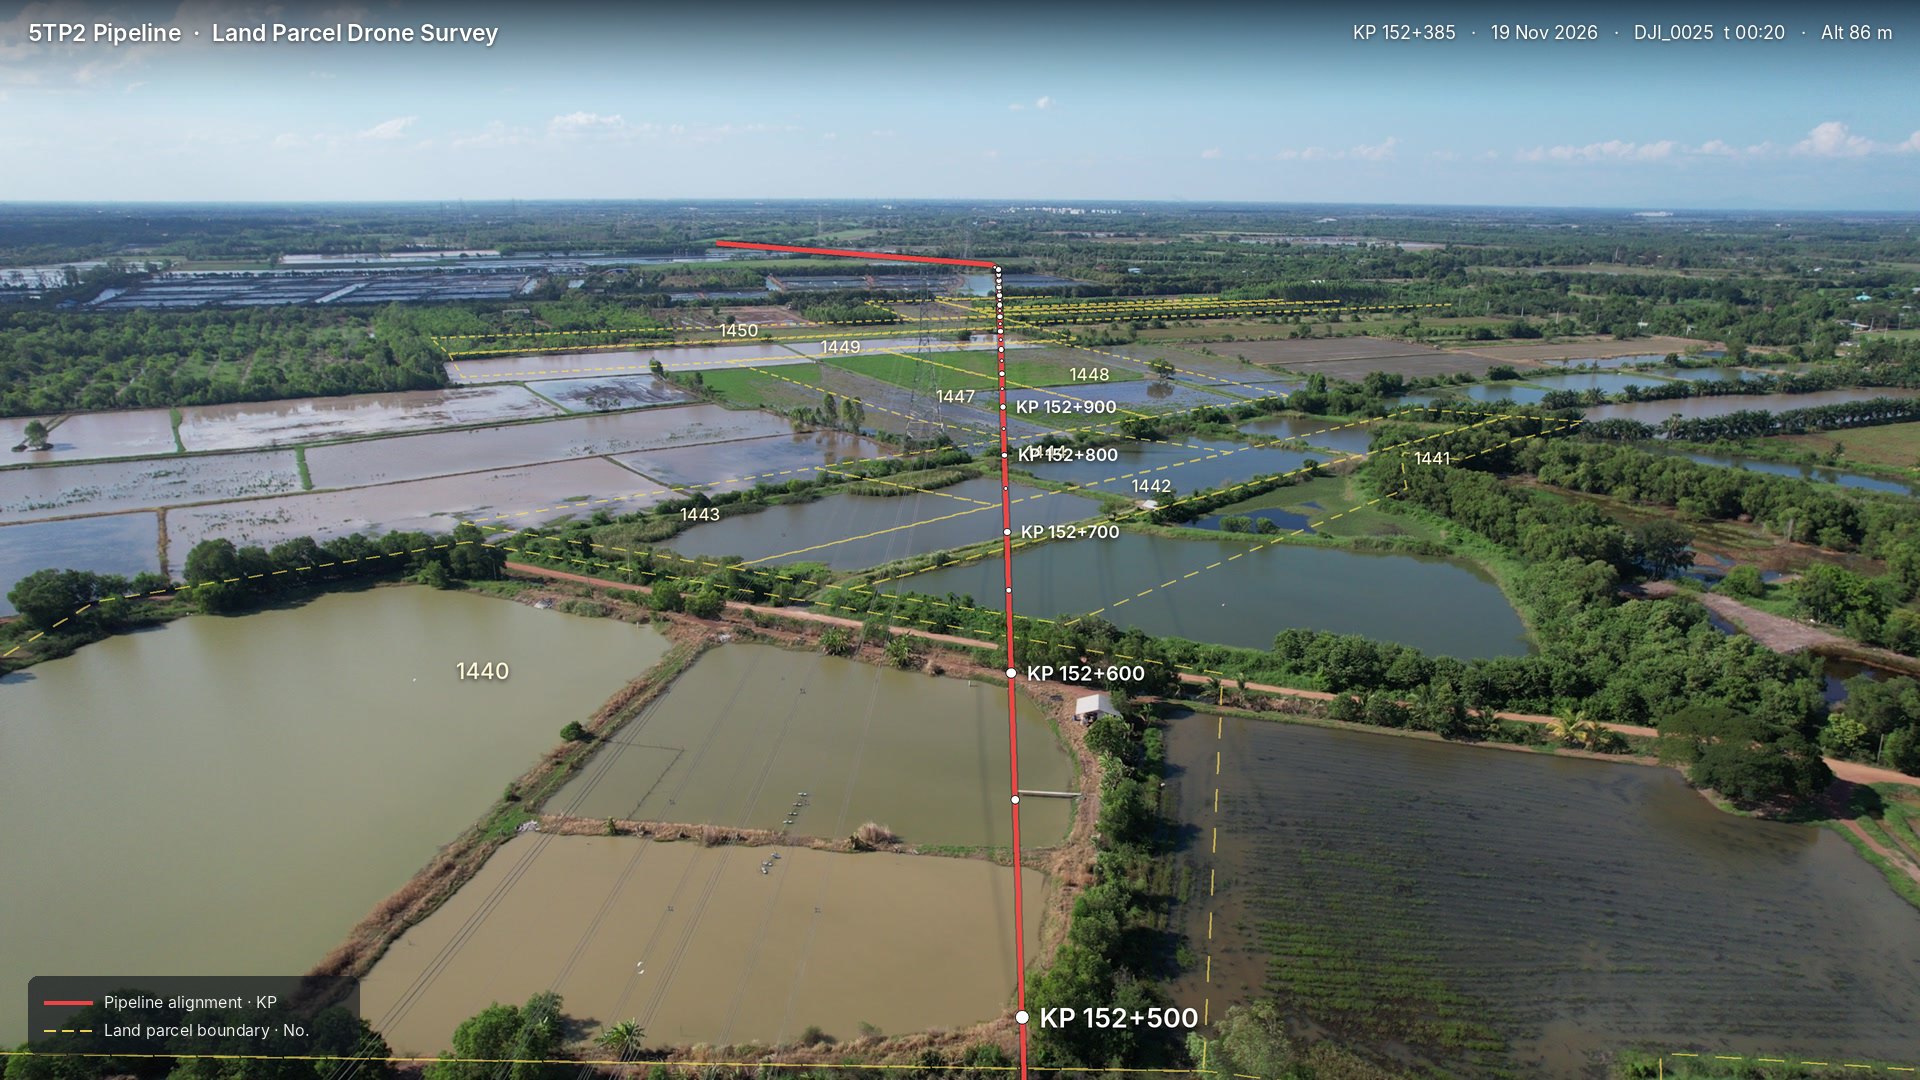 5TP2 Pipeline · Land Parcel Drone Survey
KP 152+385 · 19 Nov 2026 · DJI_0025 t 00:20 · Alt 86 m
1450
1449
1448
1447
KP 152+900
KP 152+800
1441
1442
1443
KP 152+700
1440
KP 152+600
KP 152+500
Pipeline alignment · KP
Land parcel boundary · No.